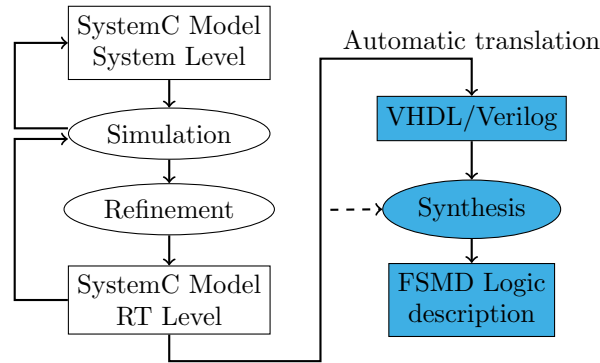 SystemC Model
System Level
Simulation
Refinement
SystemC Model
RT Level
Automatic translation
VHDL/Verilog
Synthesis
FSMD Logic
description